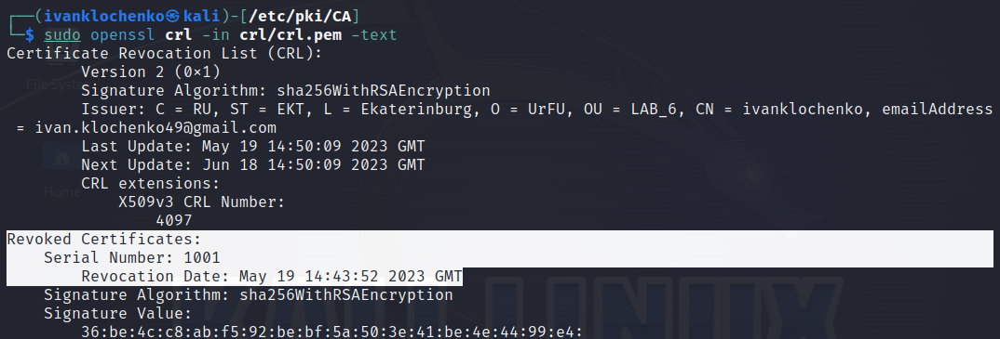 ┌──(ivanklochenko㉿kali)-[/etc/pki/CA]
└─$ sudo openssl crl -in crl/crl.pem -text
Certificate Revocation List (CRL):
        Version 2 (0×1)
        Signature Algorithm: sha256WithRSAEncryption
        Issuer: C = RU, ST = EKT, L = Ekaterinburg, O = UrFU, OU = LAB_6, CN = ivanklochenko, emailAddress
 = ivan.klochenko49@gmail.com
        Last Update: May 19 14:50:09 2023 GMT
        Next Update: Jun 18 14:50:09 2023 GMT
        CRL extensions:
            X509v3 CRL Number:
                4097
Revoked Certificates:
    Serial Number: 1001
        Revocation Date: May 19 14:43:52 2023 GMT
    Signature Algorithm: sha256WithRSAEncryption
    Signature Value:
        36:be:4c:c8:ab:f5:92:be:bf:5a:50:3e:41:be:4e:44:99:e4:
File System
Home
KALI LINUX